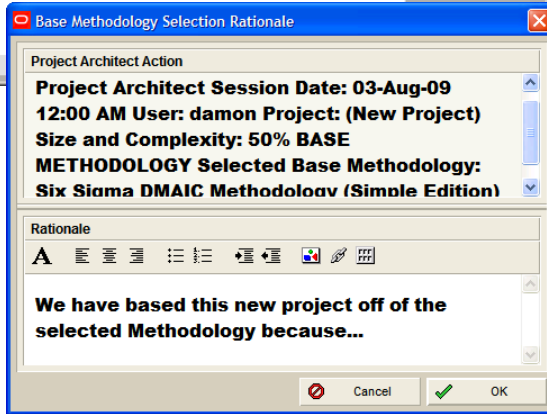 Base Methodology Selection Rationale
Project Architect Action
Project Architect Session Date: 03-Aug-09
12:00 AM User: damon Project: (New Project)
Size and Complexity: 50% BASE
METHODOLOGY Selected Base Methodology:
Six Sigma DMAIC Methodology (Simple Edition)
Rationale
We have based this new project off of the
selected Methodology because...
Cancel
OK